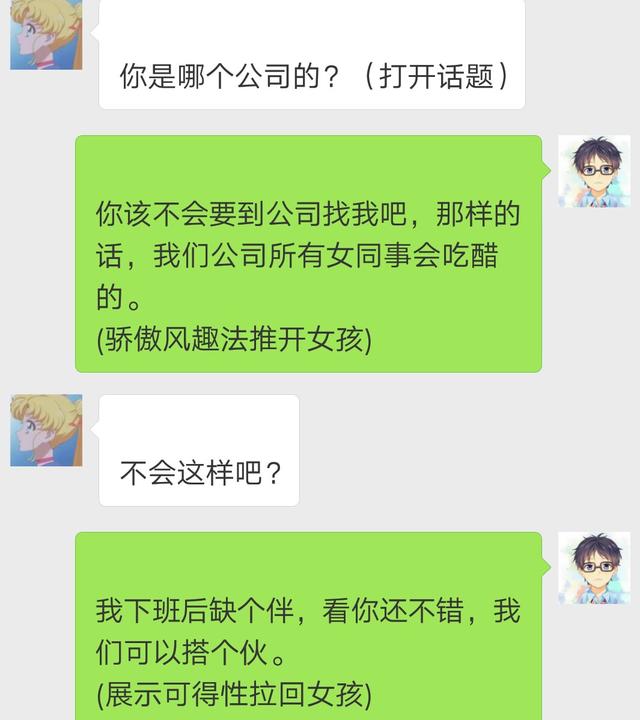 你是哪个公司的？（打开话题）
你该不会要到公司找我吧，那样的
话，我们公司所有女同事会吃醋
的。
(骄傲风趣法推开女孩)
不会这样吧？
我下班后缺个伴，看你还不错，我
们可以搭个伙。
(展示可得性拉回女孩)